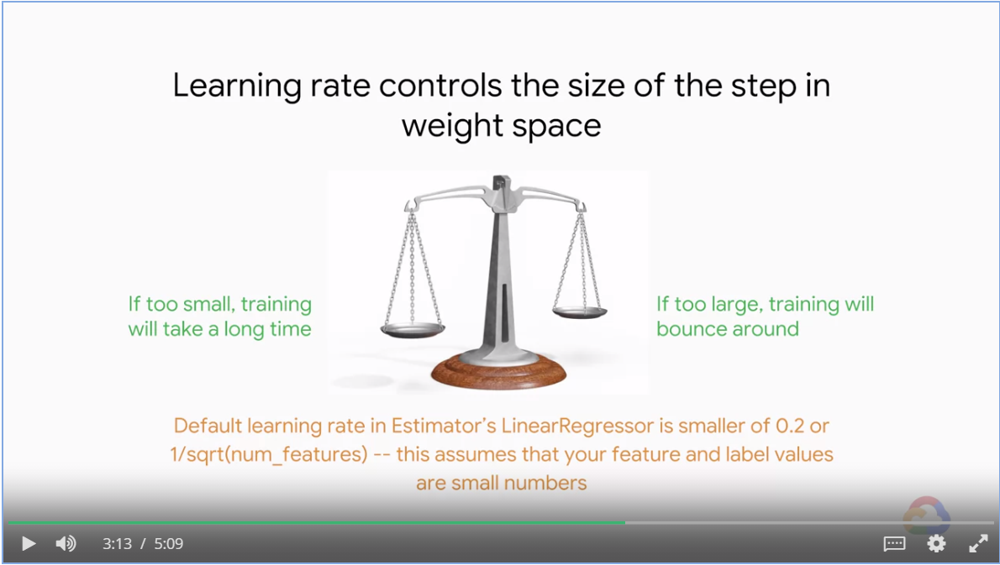 Learning rate controls the size of the step in
weight space
If too small, training
will take a long time
If too large, training will
bounce around
Default learning rate in Estimator's LinearRegressor is smaller of 0.2 or
1/sqrt(num_features) -- this assumes that your feature and label values
are small numbers
3:13 / 5:09